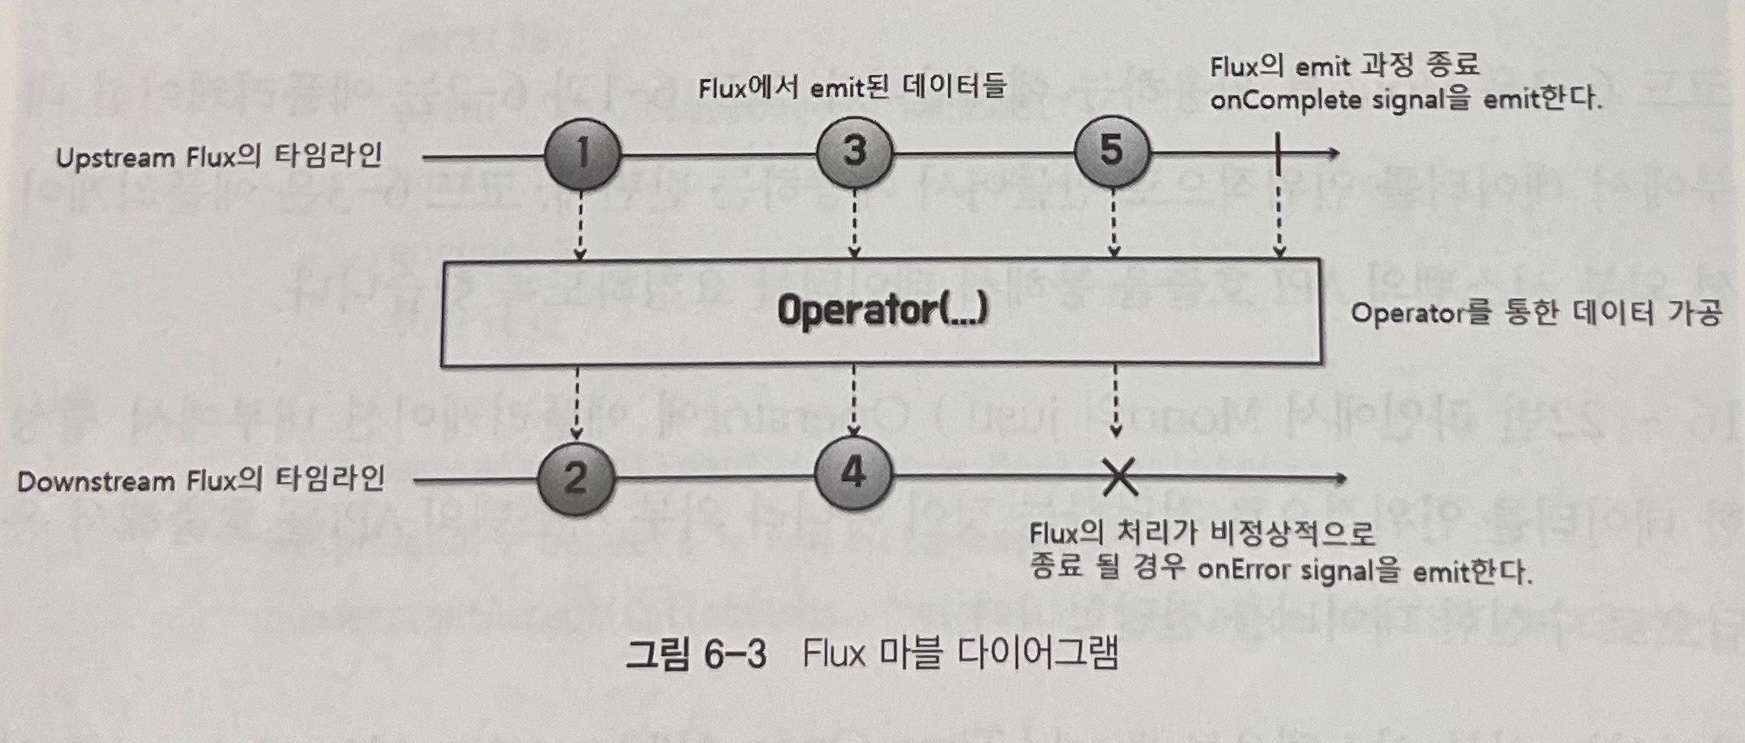 Flux에서 emit된 데이터들
Flux의 emit 과정 종료
onComplete signal을 emit한다.
Upstream Flux의 타임라인
1
3
5
Operator(...)
Operator를 통한 데이터 가공
Downstream Flux의 타임라인
2
4
Flux의 처리가 비정상적으로
종료 될 경우 onError signal을 emit한다.
그림 6-3 Flux 마블 다이어그램